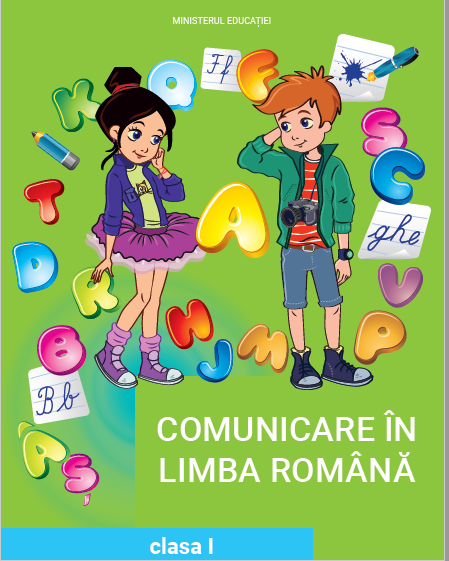 MINISTERUL EDUCAȚIEI
K
Q
Ff
F
S
C
T
A
ghe
D
R
U
B
H
J
M
P
Bb
Â
Ș
COMUNICARE ÎN
LIMBA ROMÂNĂ
clasa I